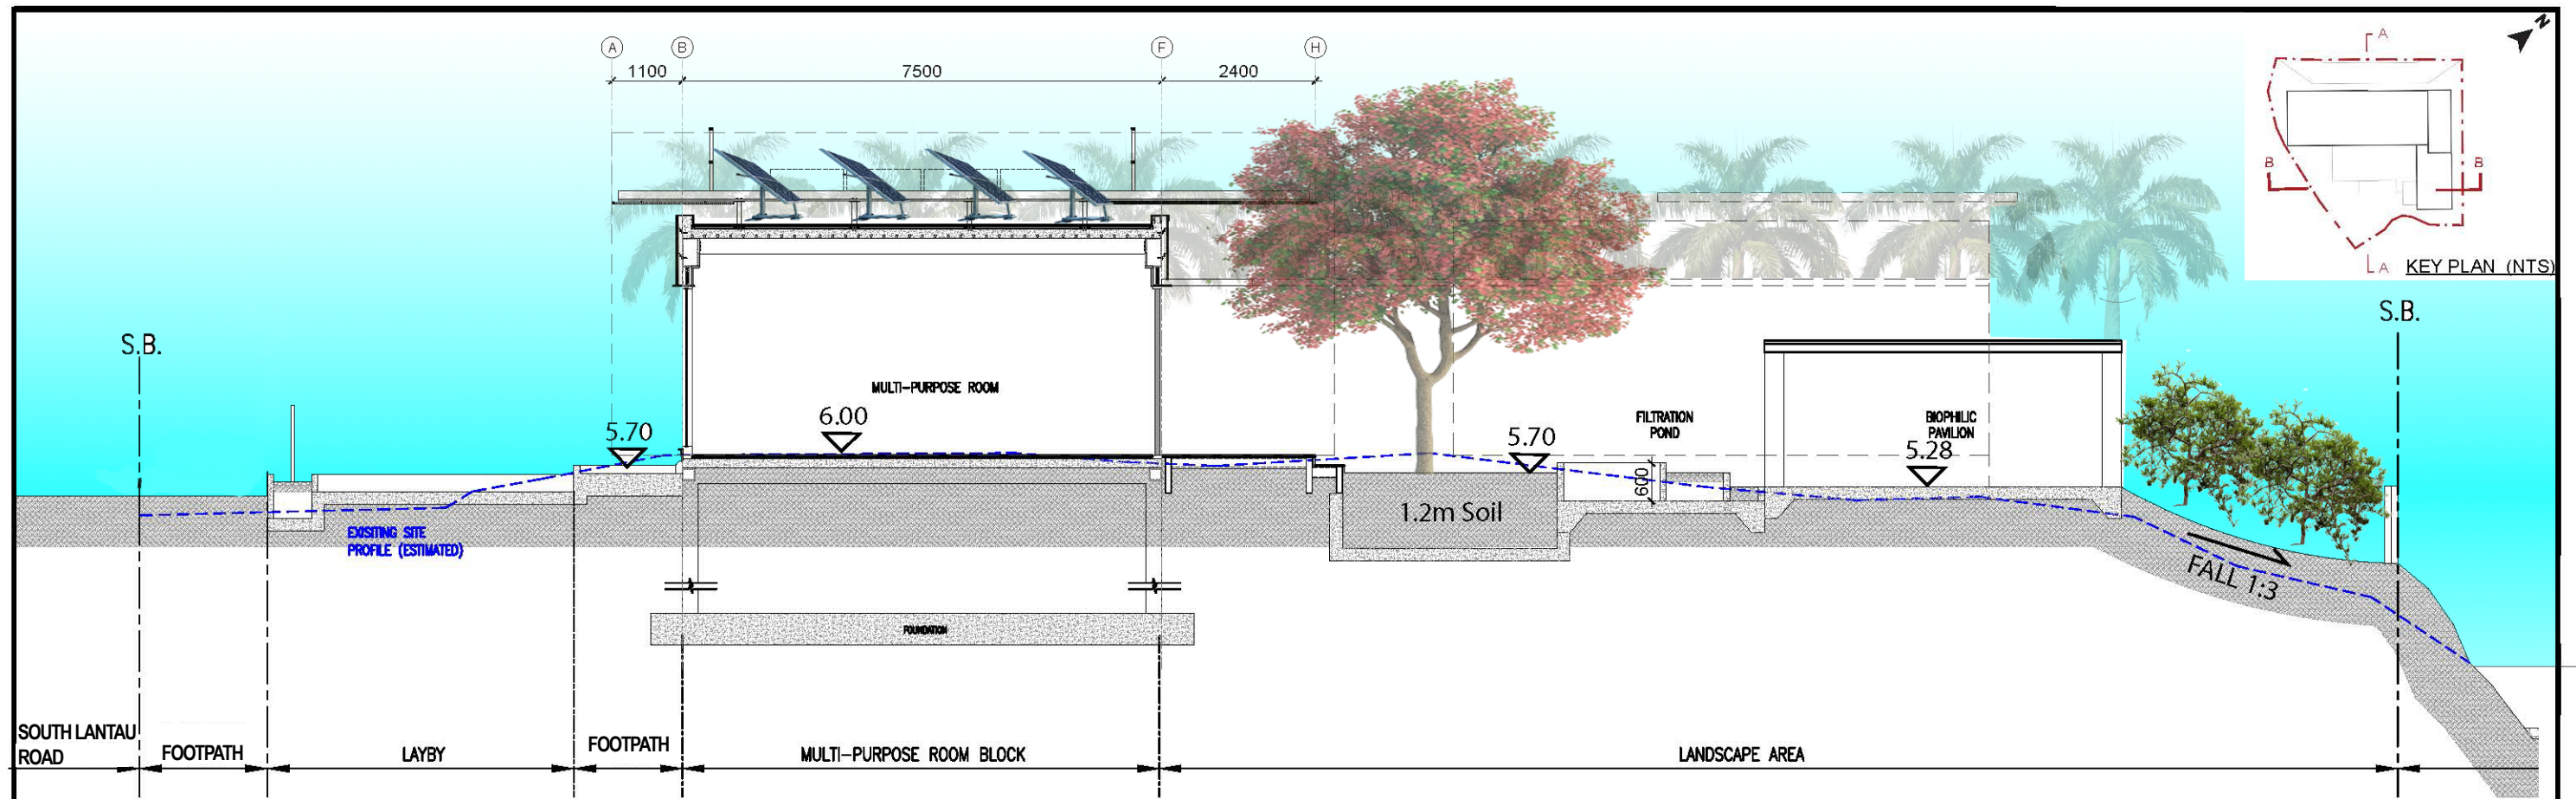 A
B
F
H
1100
7500
2400
N
A
B
B
A
KEY PLAN (NTS)
S.B.
S.B.
MULTI-PURPOSE ROOM
5.70
6.00
5.70
FILTRATION
POND
600
BIOPHILIC
PAVILION
5.28
1.2m Soil
EXISITING SITE
PROFILE (ESTIMATED)
FALL 1:3
FOUNDATION
SOUTH LANTAU
ROAD
FOOTPATH
LAYBY
FOOTPATH
MULTI-PURPOSE ROOM BLOCK
LANDSCAPE AREA